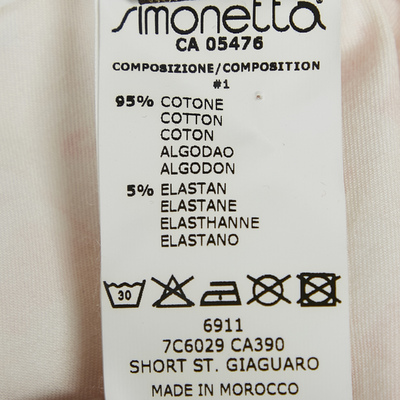 simonetta
CA 05476
COMPOSIZIONE/COMPOSITION
#1
95% COTONE
COTTON
COTON
ALGODAO
ALGODON
5% ELASTAN
ELASTANE
ELASTHANNE
ELASTANO
30
6911
7C6029 CA390
SHORT ST. GIAGUARO
MADE IN MOROCCO